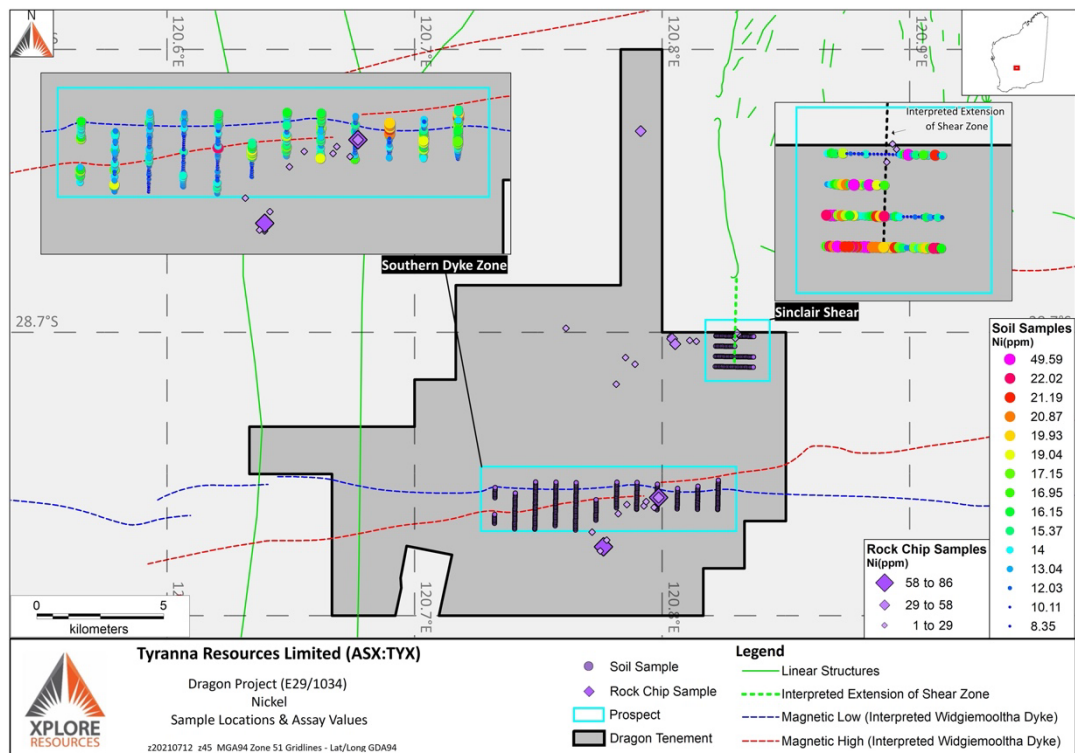 N
120.6°E
120.7°E
120.8°E
120.9°E
Interpreted Extension
of Shear Zone
Southern Dyke Zone
Sinclair Shear
28.7°S
Soil Samples
Ni(ppm)
49.59
22.02
21.19
20.87
19.93
19.04
17.15
16.95
16.15
15.37
14
13.04
12.03
10.11
8.35
Rock Chip Samples
Ni(ppm)
58 to 86
29 to 58
1 to 29
0 5
kilometers
120.7°E
120.8°E
Tyranna Resources Limited (ASX:TYX)
Dragon Project (E29/1034)
Nickel
Sample Locations & Assay Values
z20210712_z45_MGA94 Zone 51 Gridlines - Lat/Long GDA94
XPLORE
RESOURCES
Soil Sample
Rock Chip Sample
Prospect
Dragon Tenement
Legend
Linear Structures
Interpreted Extension of Shear Zone
Magnetic Low (Interpreted Widgiemooltha Dyke)
Magnetic High (Interpreted Widgiemooltha Dyke)